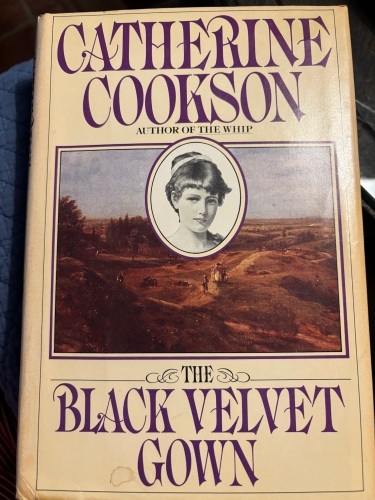 CATHERINE
COOKSON
AUTHOR OF THE WHIP
THE
BLACK VELVET
GOWN